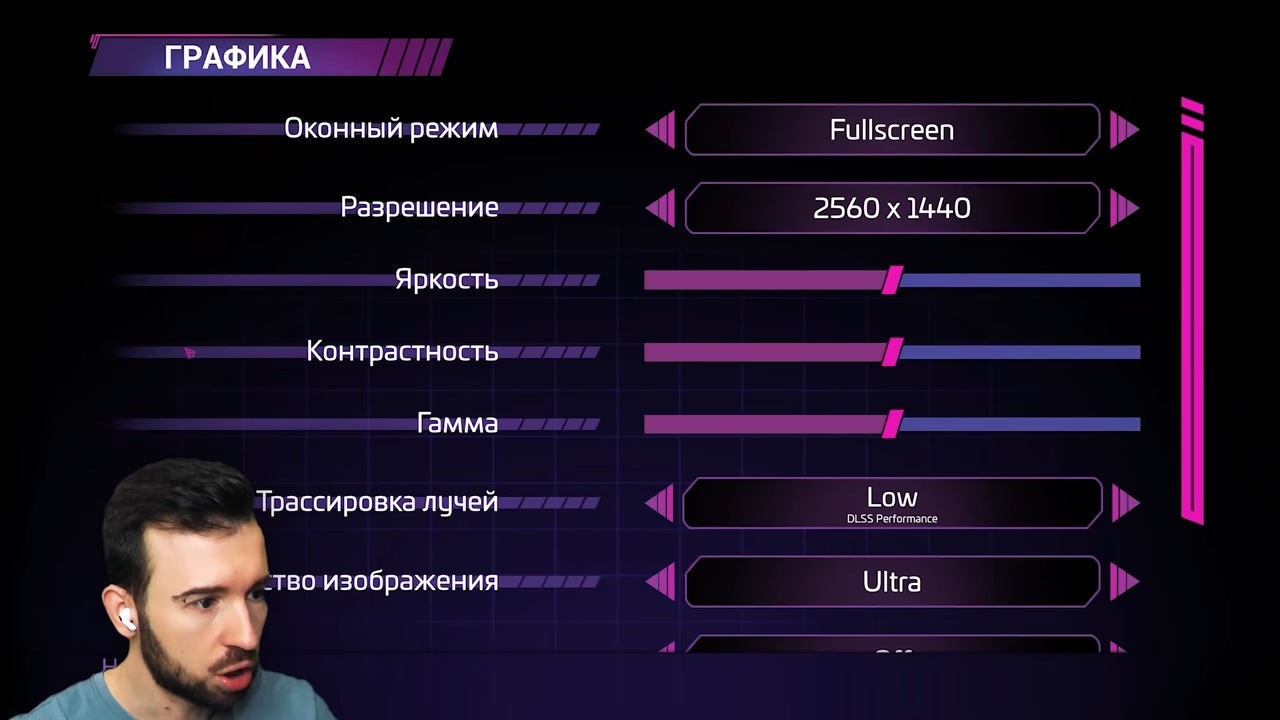 ГРАФИКА
Оконный режим
Fullscreen
Разрешение
2560 x 1440
Яркость
Контрастность
Гамма
Трассировка лучей
Low
DLSS Performance
ство изображения
Ultra